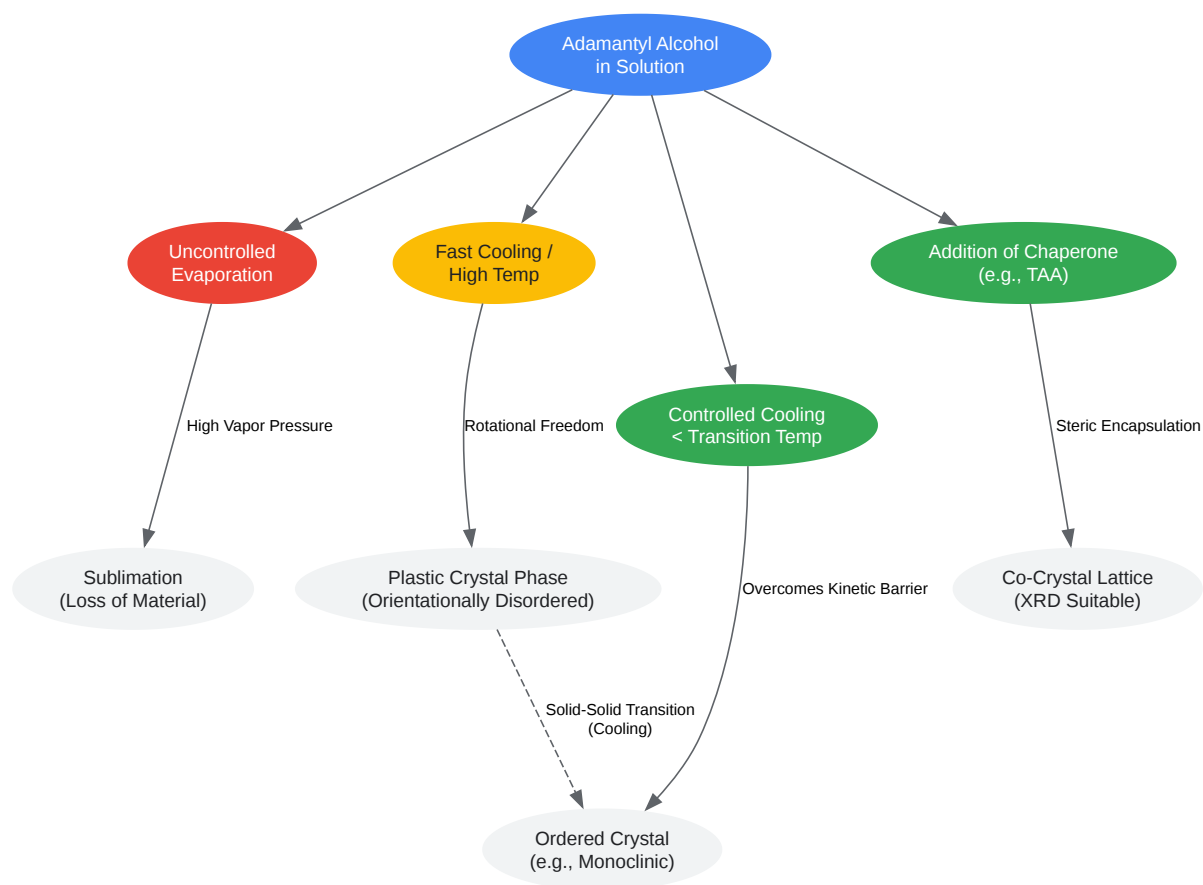 Adamantyl Alcohol
in Solution
Uncontrolled
Evaporation
Fast Cooling /
High Temp
Addition of Chaperone
(e.g., TAA)
Controlled Cooling
< Transition Temp
High Vapor Pressure
Rotational Freedom
Steric Encapsulation
Sublimation
(Loss of Material)
Plastic Crystal Phase
(Orientationally Disordered)
Overcomes Kinetic Barrier
Co-Crystal Lattice
(XRD Suitable)
Solid-Solid Transition
(Cooling)
Ordered Crystal
(e.g., Monoclinic)